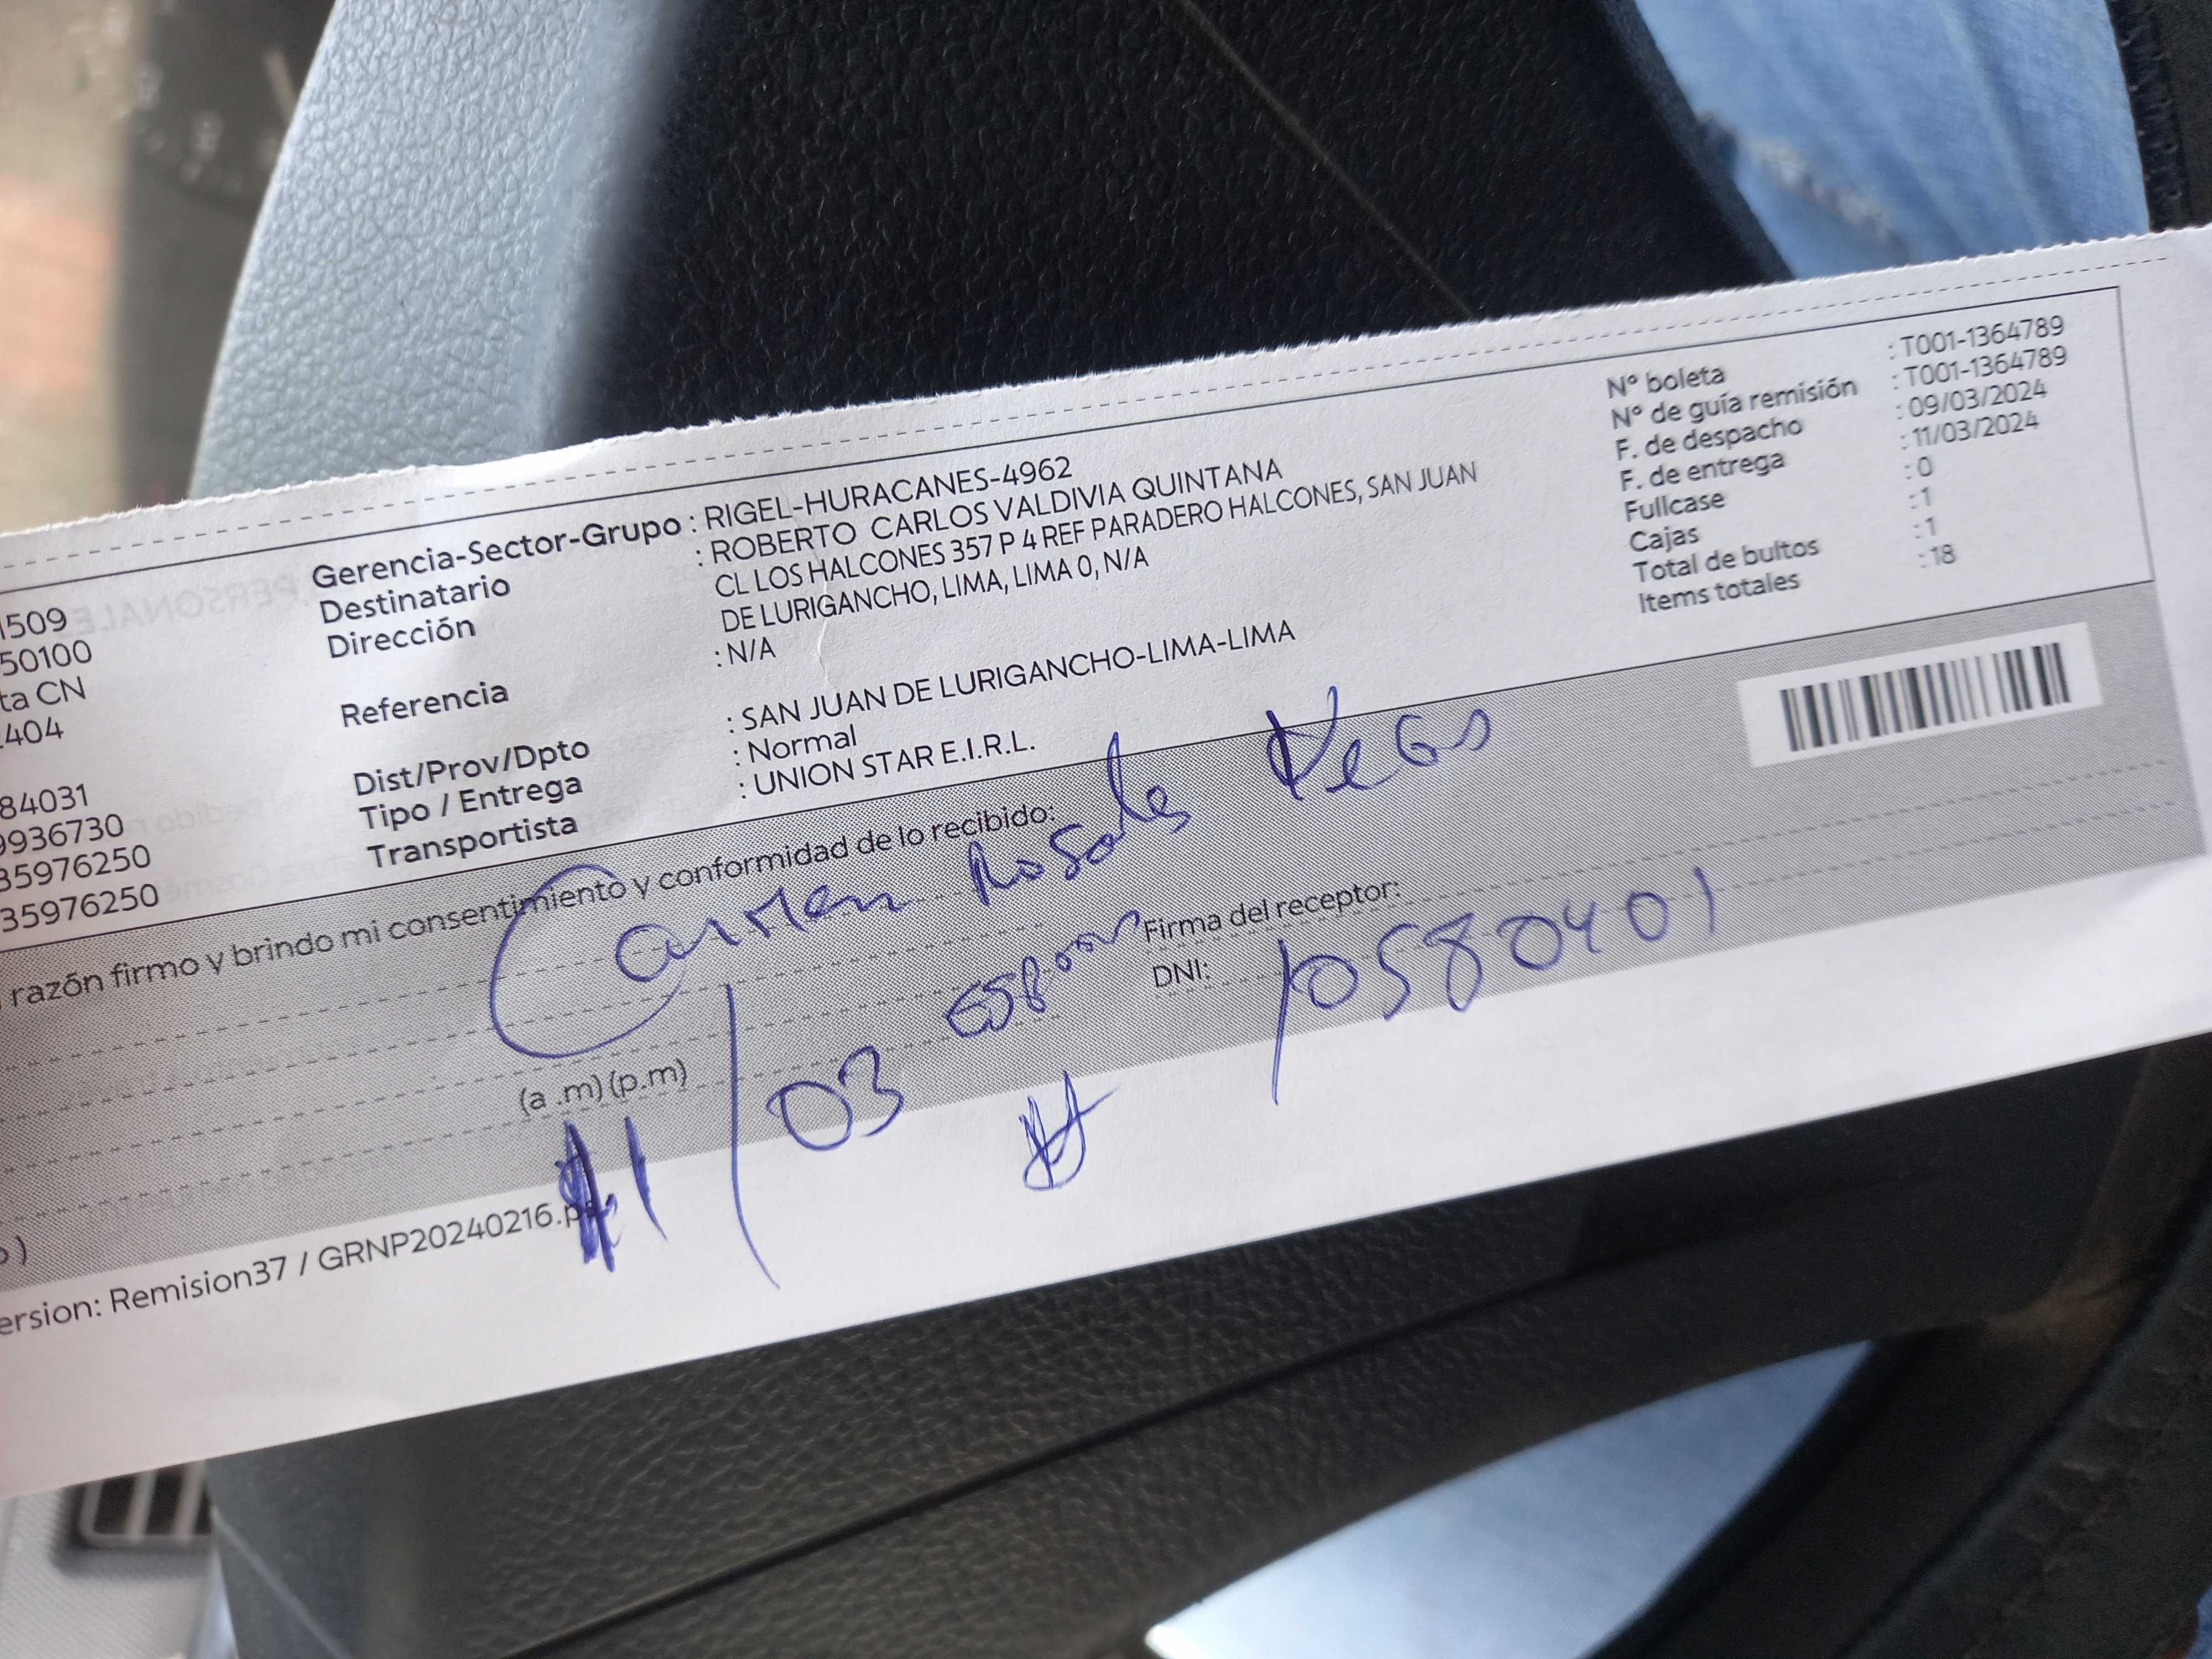 1509
50100
ta CN
404
84031
9936730
35976250
35976250
Gerencia-Sector-Grupo : RIGEL-HURACANES-4962
Destinatario : ROBERTO CARLOS VALDIVIA QUINTANA
Dirección CL LOS HALCONES 357 P 4 REF PARADERO HALCONES, SAN JUAN
DE LURIGANCHO, LIMA, LIMA 0, N/A
Referencia : N/A
Dist/Prov/Dpto : SAN JUAN DE LURIGANCHO-LIMA-LIMA
Tipo / Entrega : Normal
Transportista : UNION STAR E.I.R.L.
N° boleta : T001-1364789
N° de guía remisión : T001-1364789
F. de despacho : 09/03/2024
F. de entrega : 11/03/2024
Fullcase : 0
Cajas : 1
Total de bultos : 1
Items totales : 18
razón firmo y brindo mi consentimiento y conformidad de lo recibido:
Carmen Rosales
Firma del receptor:
DNI: 10580401
(a .m) (p.m)
11/03
ersion: Remision37 / GRNP20240216.p